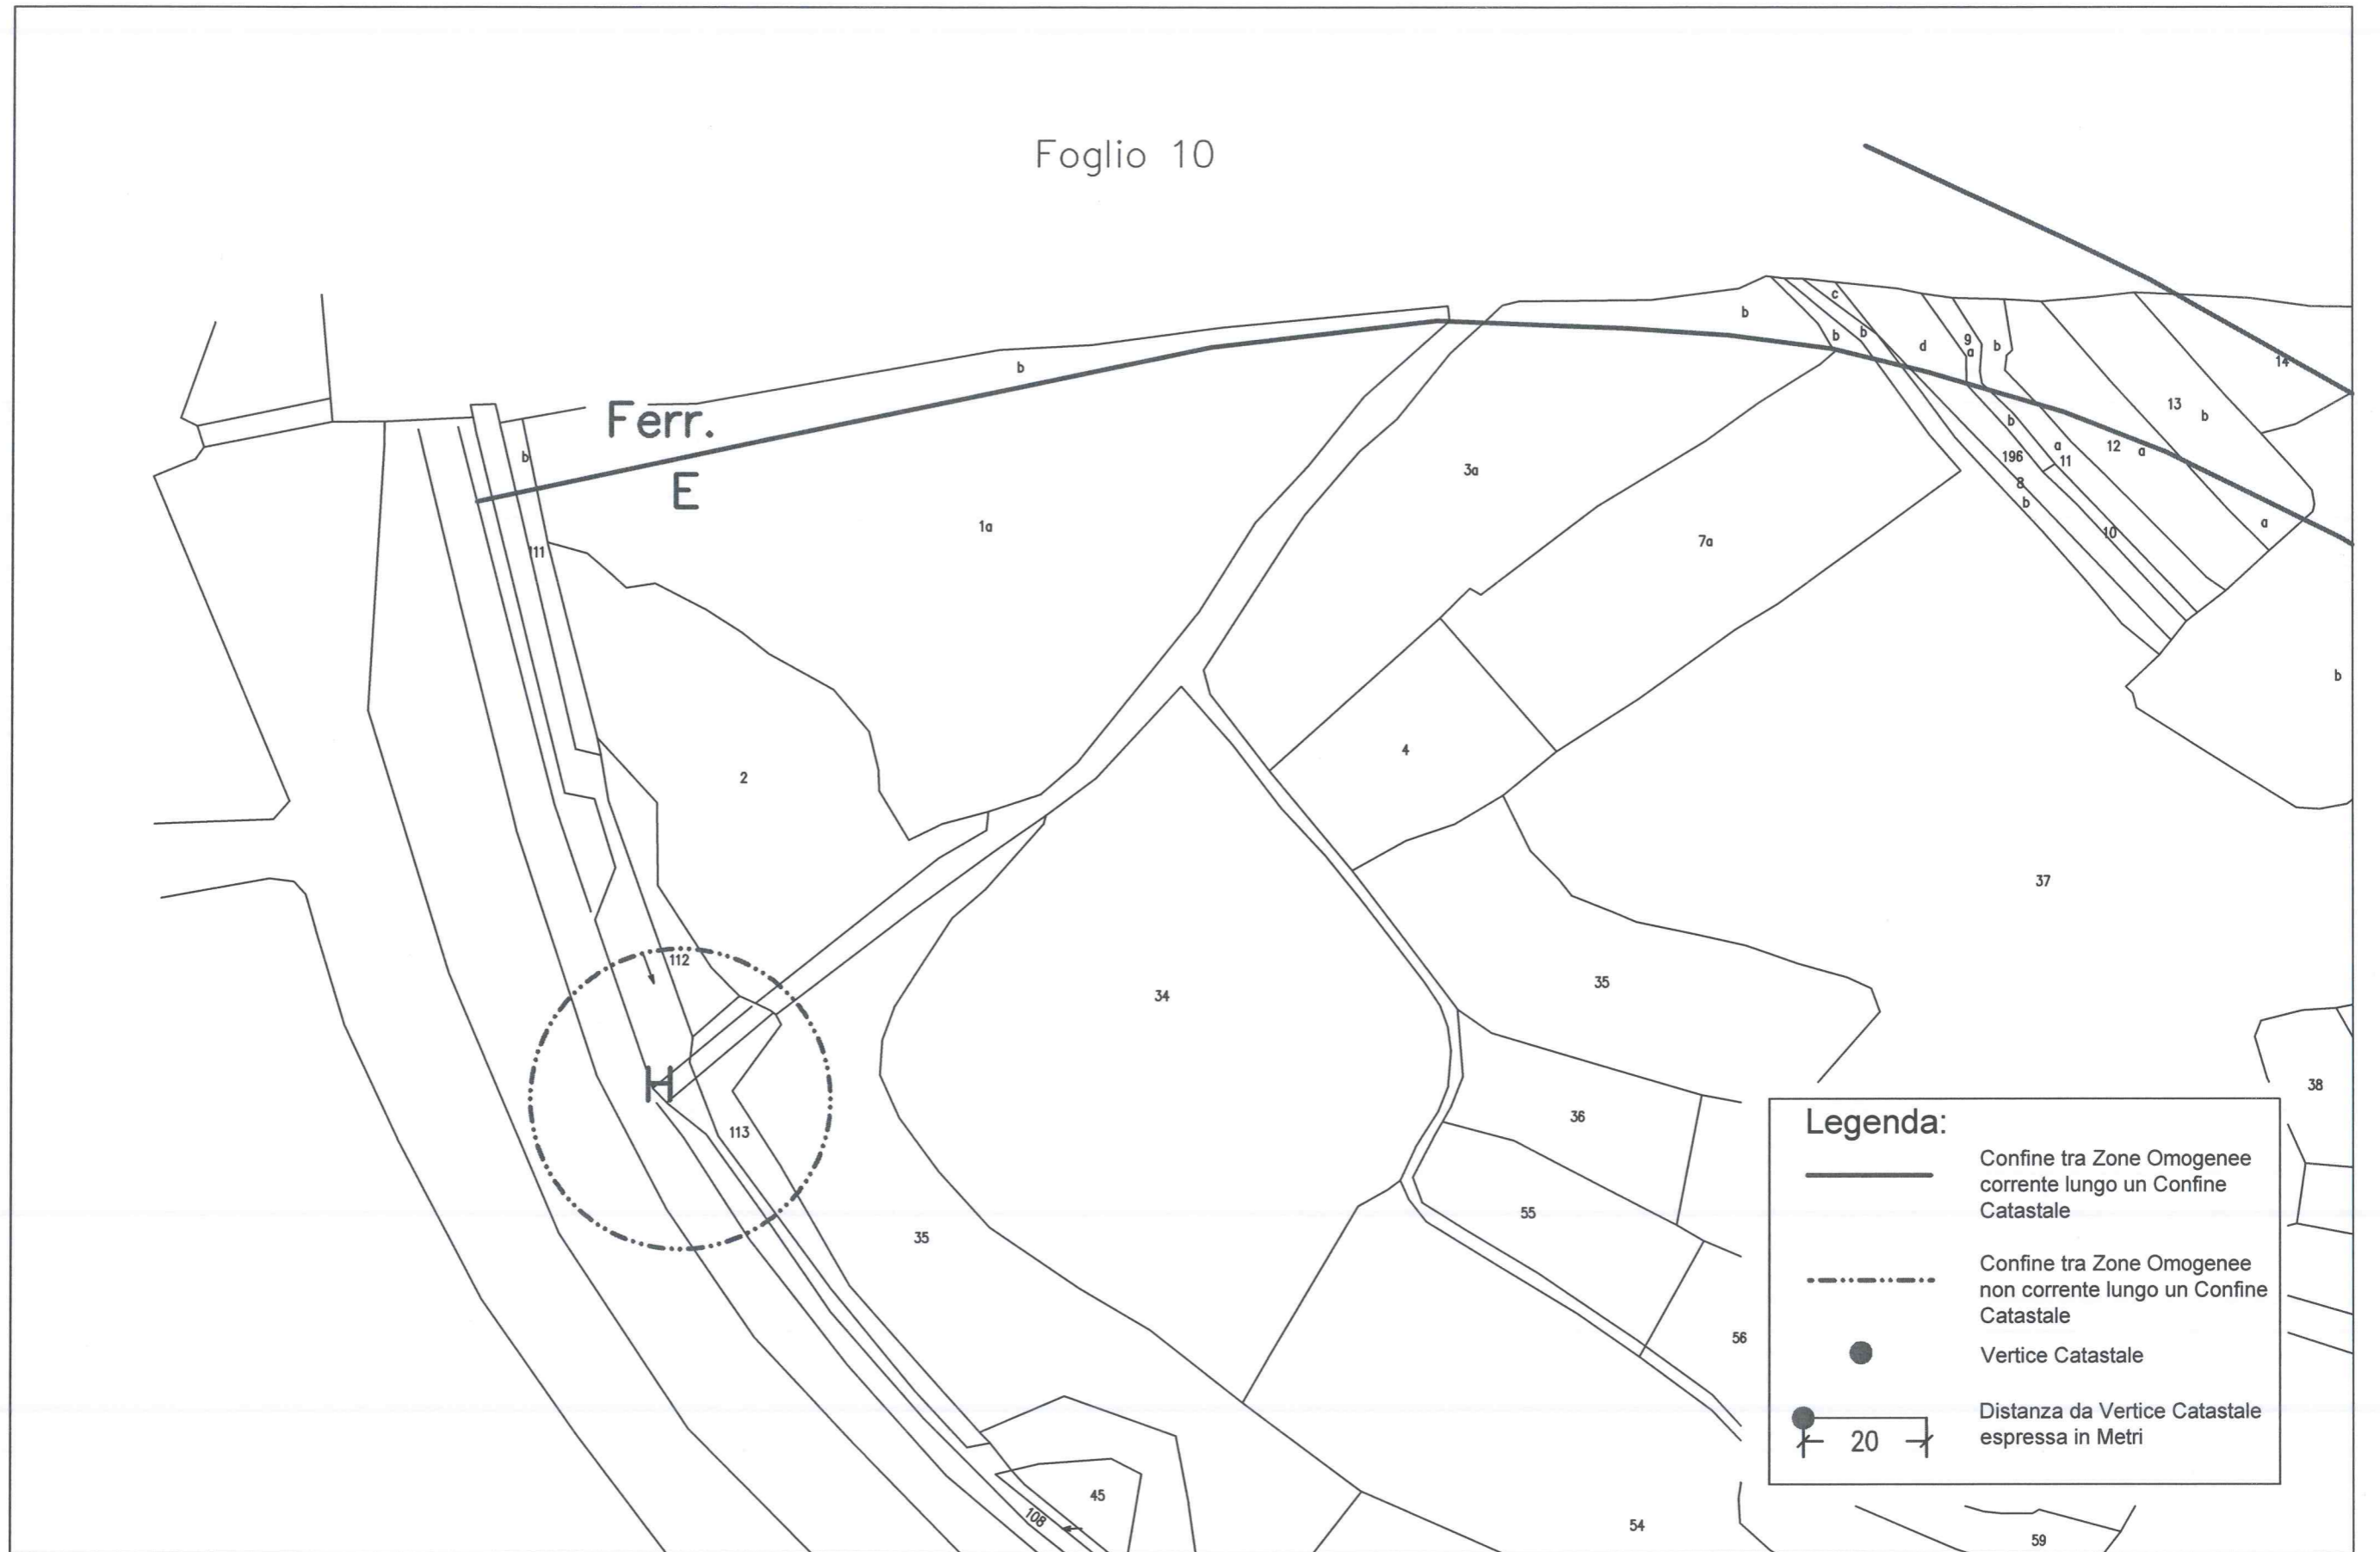 Foglio 10
c
b
b
b
d
9
a
b
14
b
Ferr.
13
b
b
E
3a
b
a
11
12
a
196
8
b
1a
a
111
7a
10
b
4
2
37
112
35
34
H
38
113
36
55
35
56
45
108
54
59
Legenda:
Confine tra Zone Omogenee
corrente lungo un Confine
Catastale
Confine tra Zone Omogenee
non corrente lungo un Confine
Catastale
Vertice Catastale
Distanza da Vertice Catastale
espressa in Metri
20